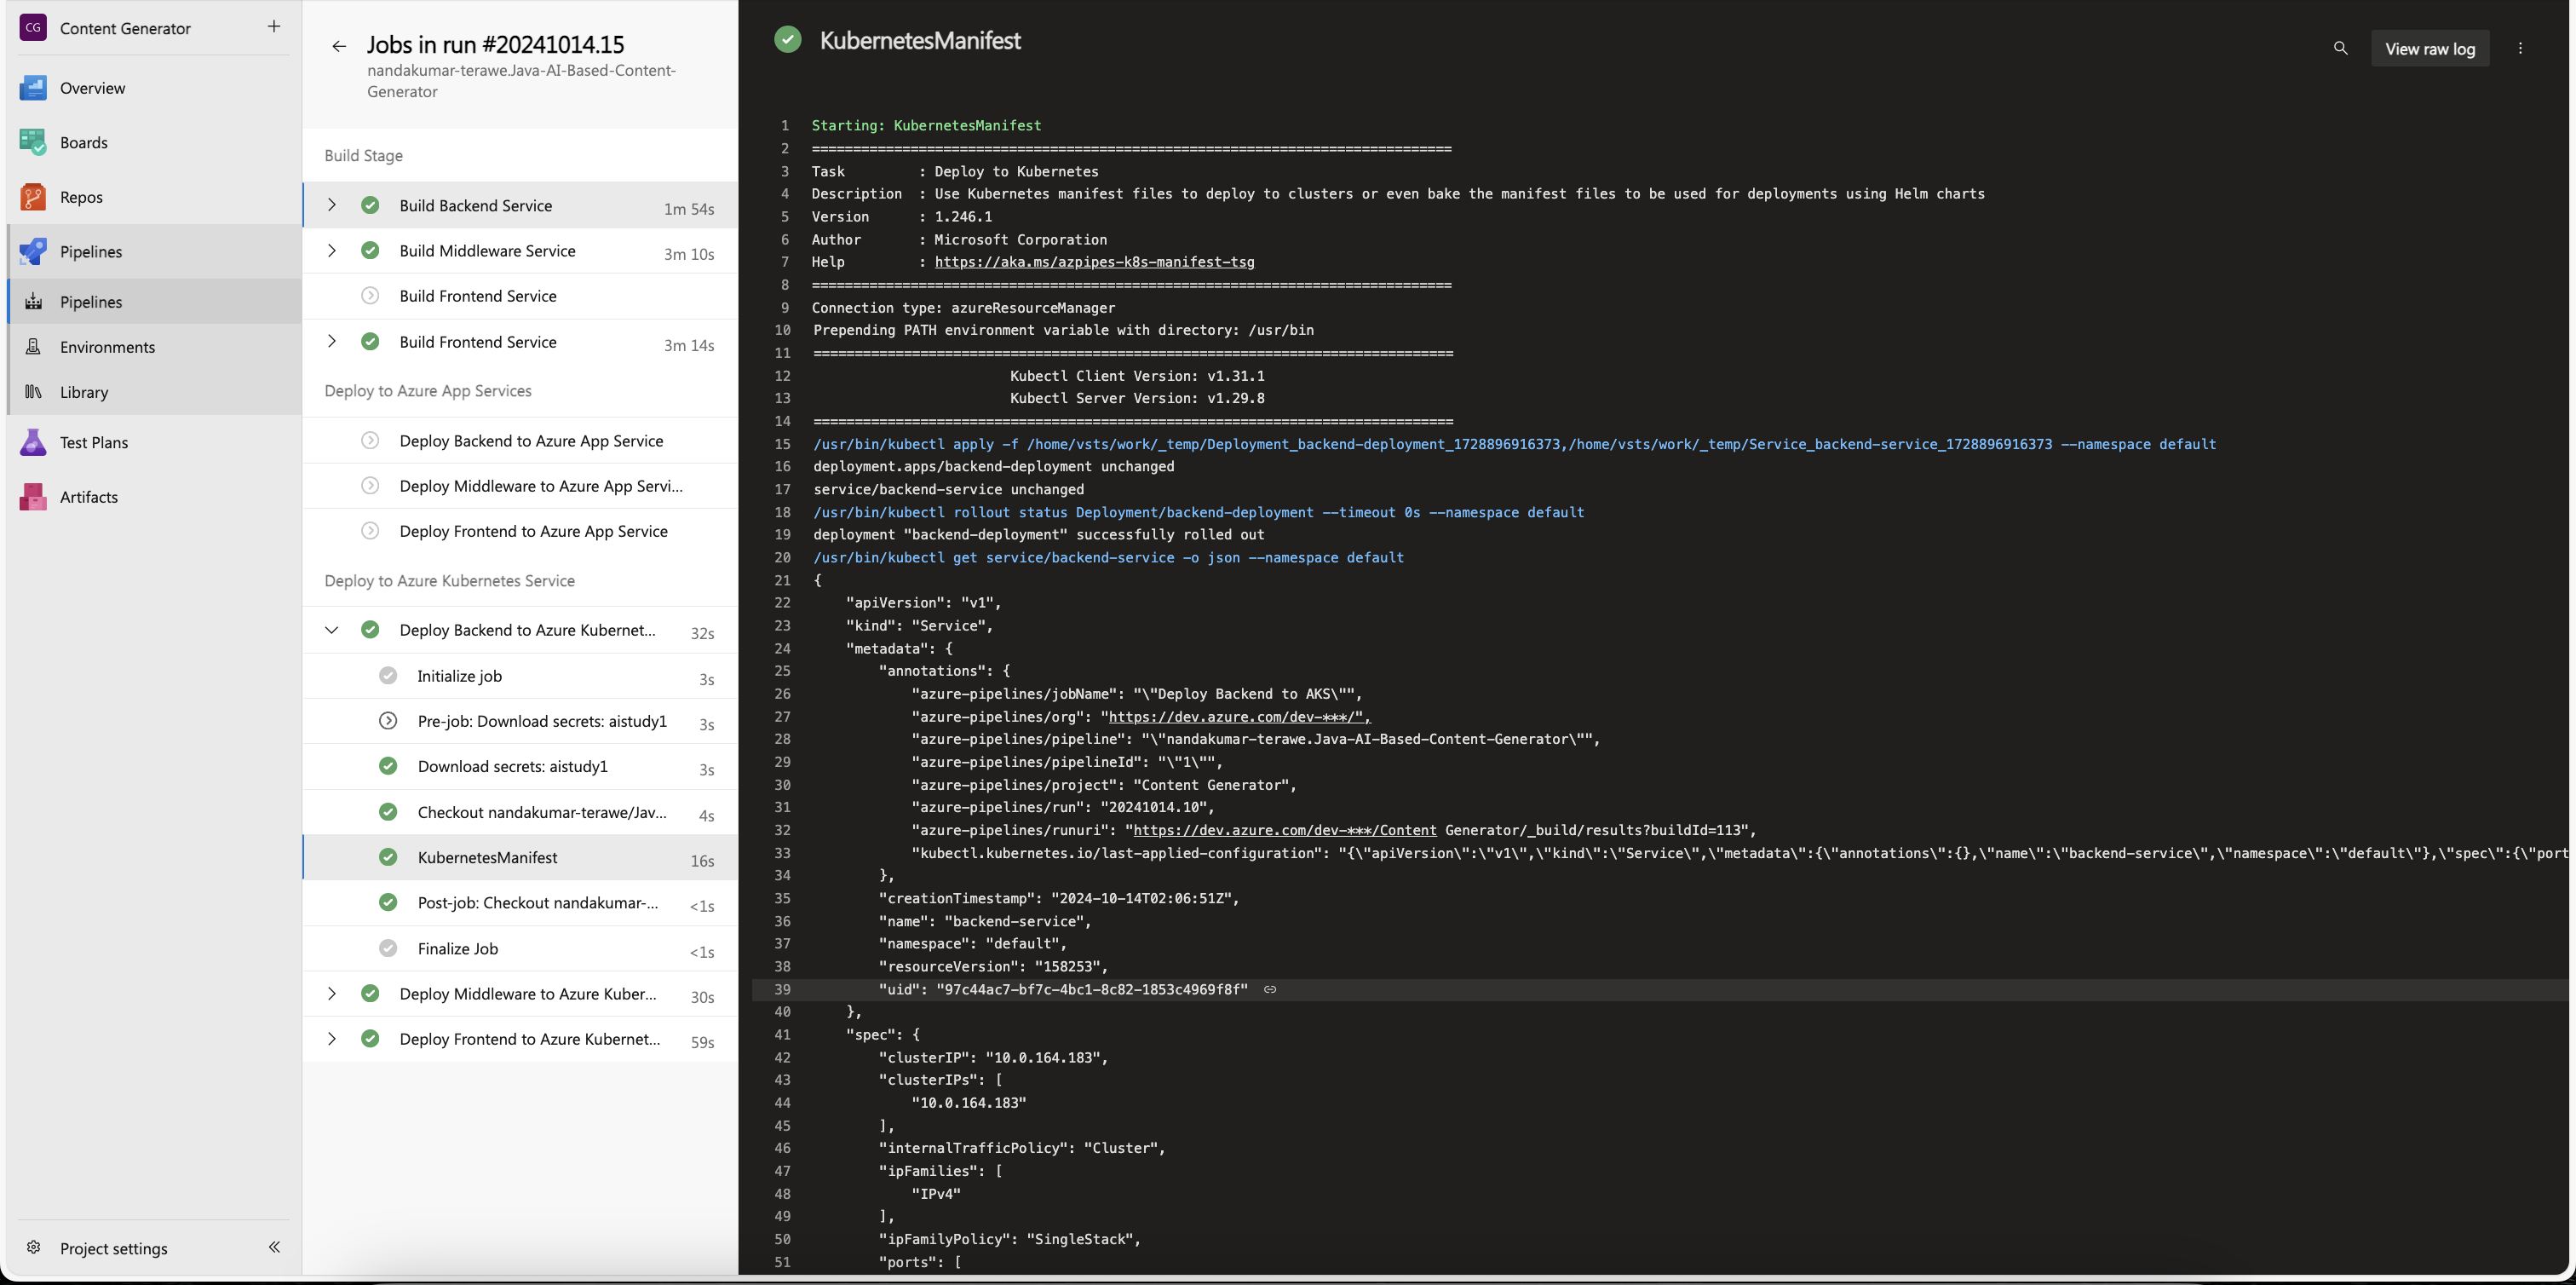 CG Content Generator
Overview
Boards
Repos
Pipelines
Pipelines
Environments
Library
Test Plans
Artifacts
Project settings
Jobs in run #20241014.15
nandakumar-terawe.Java-AI-Based-Content-
Generator
Build Stage
Build Backend Service 1m 54s
Build Middleware Service 3m 10s
Build Frontend Service
Build Frontend Service 3m 14s
Deploy to Azure App Services
Deploy Backend to Azure App Service
Deploy Middleware to Azure App Servi...
Deploy Frontend to Azure App Service
Deploy to Azure Kubernetes Service
Deploy Backend to Azure Kubernet... 32s
Initialize job 3s
Pre-job: Download secrets: aistudy1 3s
Download secrets: aistudy1 3s
Checkout nandakumar-terawe/Jav... 4s
KubernetesManifest 16s
Post-job: Checkout nandakumar-... <1s
Finalize Job <1s
Deploy Middleware to Azure Kuber... 30s
Deploy Frontend to Azure Kubernet... 59s
KubernetesManifest
View raw log
1 Starting: KubernetesManifest
2 ==============================================================================
3 Task         : Deploy to Kubernetes
4 Description  : Use Kubernetes manifest files to deploy to clusters or even bake the manifest files to be used for deployments using Helm charts
5 Version      : 1.246.1
6 Author       : Microsoft Corporation
7 Help         : https://aka.ms/azpipes-k8s-manifest-tsg
8 ==============================================================================
9 Connection type: azureResourceManager
10 Prepending PATH environment variable with directory: /usr/bin
11 ==============================================================================
12 Kubectl Client Version: v1.31.1
13 Kubectl Server Version: v1.29.8
14 ==============================================================================
15 /usr/bin/kubectl apply -f /home/vsts/work/_temp/Deployment_backend-deployment_1728896916373,/home/vsts/work/_temp/Service_backend-service_1728896916373 --namespace default
16 deployment.apps/backend-deployment unchanged
17 service/backend-service unchanged
18 /usr/bin/kubectl rollout status Deployment/backend-deployment --timeout 0s --namespace default
19 deployment "backend-deployment" successfully rolled out
20 /usr/bin/kubectl get service/backend-service -o json --namespace default
21 {
22     "apiVersion": "v1",
23     "kind": "Service",
24     "metadata": {
25         "annotations": {
26             "azure-pipelines/jobName": "\"Deploy Backend to AKS\"",
27             "azure-pipelines/org": "https://dev.azure.com/dev-***/",
28             "azure-pipelines/pipeline": "\"nandakumar-terawe.Java-AI-Based-Content-Generator\"",
29             "azure-pipelines/pipelineId": "\"1\"",
30             "azure-pipelines/project": "Content Generator",
31             "azure-pipelines/run": "20241014.10",
32             "azure-pipelines/runuri": "https://dev.azure.com/dev-***/Content Generator/_build/results?buildId=113",
33             "kubectl.kubernetes.io/last-applied-configuration": "{\"apiVersion\":\"v1\",\"kind\":\"Service\",\"metadata\":{\"annotations\":{},\"name\":\"backend-service\",\"namespace\":\"default\"},\"spec\":{\"port
34         },
35         "creationTimestamp": "2024-10-14T02:06:51Z",
36         "name": "backend-service",
37         "namespace": "default",
38         "resourceVersion": "158253",
39         "uid": "97c44ac7-bf7c-4bc1-8c82-1853c4969f8f"
40     },
41     "spec": {
42         "clusterIP": "10.0.164.183",
43         "clusterIPs": [
44             "10.0.164.183"
45         ],
46         "internalTrafficPolicy": "Cluster",
47         "ipFamilies": [
48             "IPv4"
49         ],
50         "ipFamilyPolicy": "SingleStack",
51         "ports": [